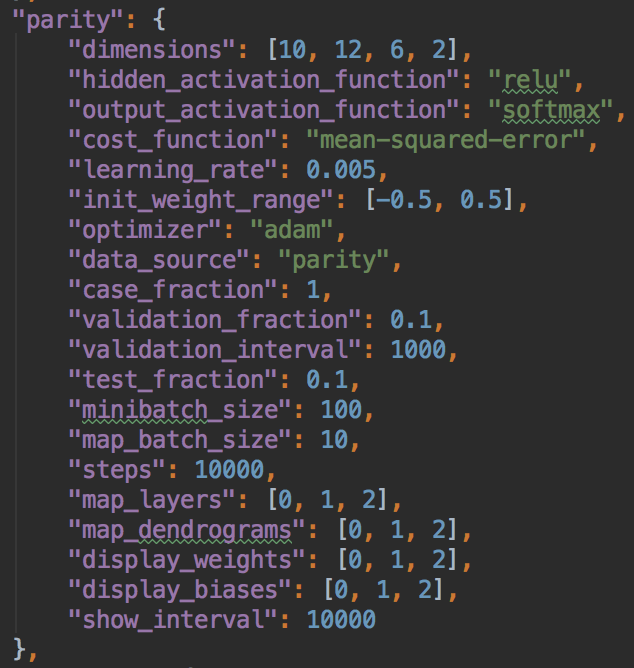 "parity": {
"dimensions": [10, 12, 6, 2],
"hidden_activation_function": "relu",
"output_activation_function": "softmax",
"cost_function": "mean-squared-error",
"learning_rate": 0.005,
"init_weight_range": [-0.5, 0.5],
"optimizer": "adam",
"data_source": "parity",
"case_fraction": 1,
"validation_fraction": 0.1,
"validation_interval": 1000,
"test_fraction": 0.1,
"minibatch_size": 100,
"map_batch_size": 10,
"steps": 10000,
"map_layers": [0, 1, 2],
"map_dendrograms": [0, 1, 2],
"display_weights": [0, 1, 2],
"display_biases": [0, 1, 2],
"show_interval": 10000
},